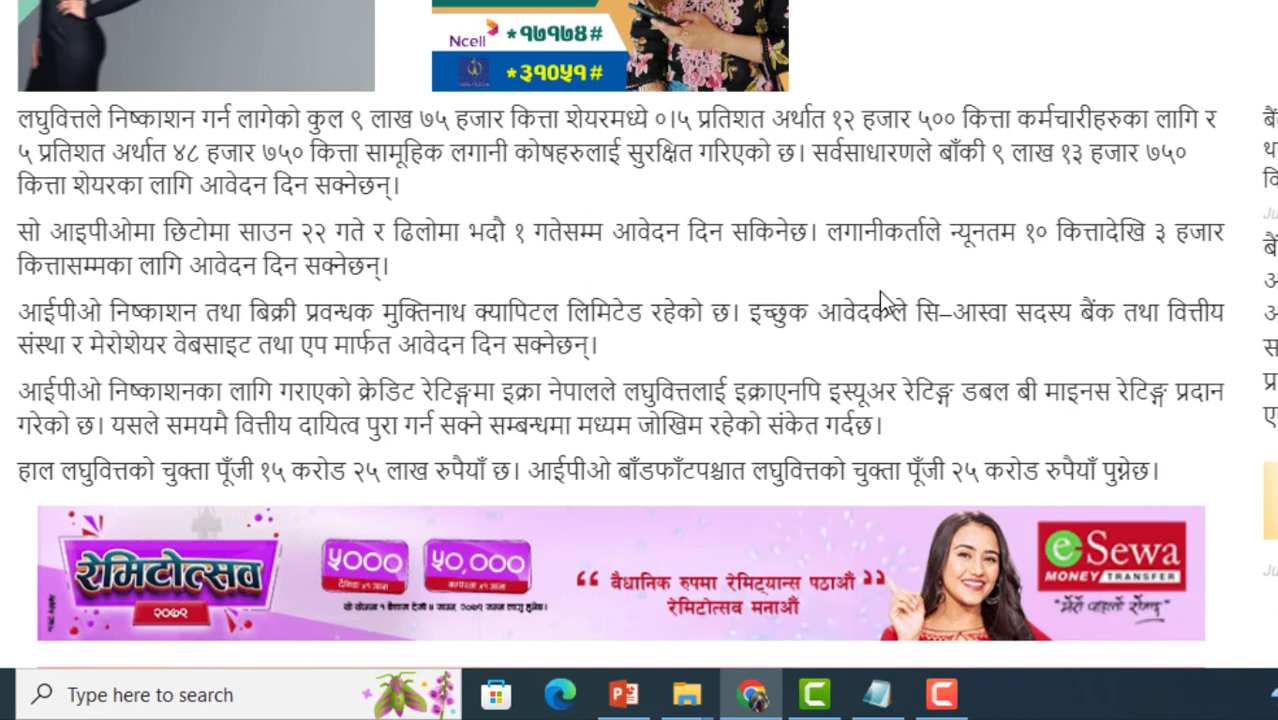 Ncell *१७१७४#
*३१०५१#
लघुवित्तले निष्काशन गर्न लागेको कुल ९ लाख ७५ हजार कित्ता शेयरमध्ये ०।५ प्रतिशत अर्थात १२ हजार ५०० कित्ता कर्मचारीहरुका लागि र
५ प्रतिशत अर्थात ४८ हजार ७५० कित्ता सामूहिक लगानी कोषहरुलाई सुरक्षित गरिएको छ। सर्वसाधारणले बाँकी ९ लाख १३ हजार ७५०
कित्ता शेयरका लागि आवेदन दिन सक्नेछन्।
सो आइपीओमा छिटोमा साउन २२ गते र ढिलोमा भदौ १ गतेसम्म आवेदन दिन सकिनेछ। लगानीकर्ताले न्यूनतम १० कित्तादेखि ३ हजार
कित्तासम्मका लागि आवेदन दिन सक्नेछन्।
आईपीओ निष्काशन तथा बिक्री प्रवन्धक मुक्तिनाथ क्यापिटल लिमिटेड रहेको छ। इच्छुक आवेदकले सि–आस्वा सदस्य बैंक तथा वित्तीय
संस्था र मेरोशेयर वेबसाइट तथा एप मार्फत आवेदन दिन सक्नेछन्।
आईपीओ निष्काशनका लागि गराएको क्रेडिट रेटिङ्गमा इक्रा नेपालले लघुवित्तलाई इक्राएनपि इस्यूअर रेटिङ्ग डबल बी माइनस रेटिङ्ग प्रदान
गरेको छ। यसले समयमै वित्तीय दायित्व पुरा गर्न सक्ने सम्बन्धमा मध्यम जोखिम रहेको संकेत गर्दछ।
हाल लघुवित्तको चुक्ता पूँजी १५ करोड २५ लाख रुपैयाँ छ। आईपीओ बाँडफाँटपश्चात लघुवित्तको चुक्ता पूँजी २५ करोड रुपैयाँ पुग्नेछ।
रेमिटोत्सव
२०७९
५००० ५०,०००
“ वैधानिक रुपमा रेमिट्यान्स पठाऔं ”
रेमिटोत्सव मनाऔं
eSewa
MONEY TRANSFER
Type here to search